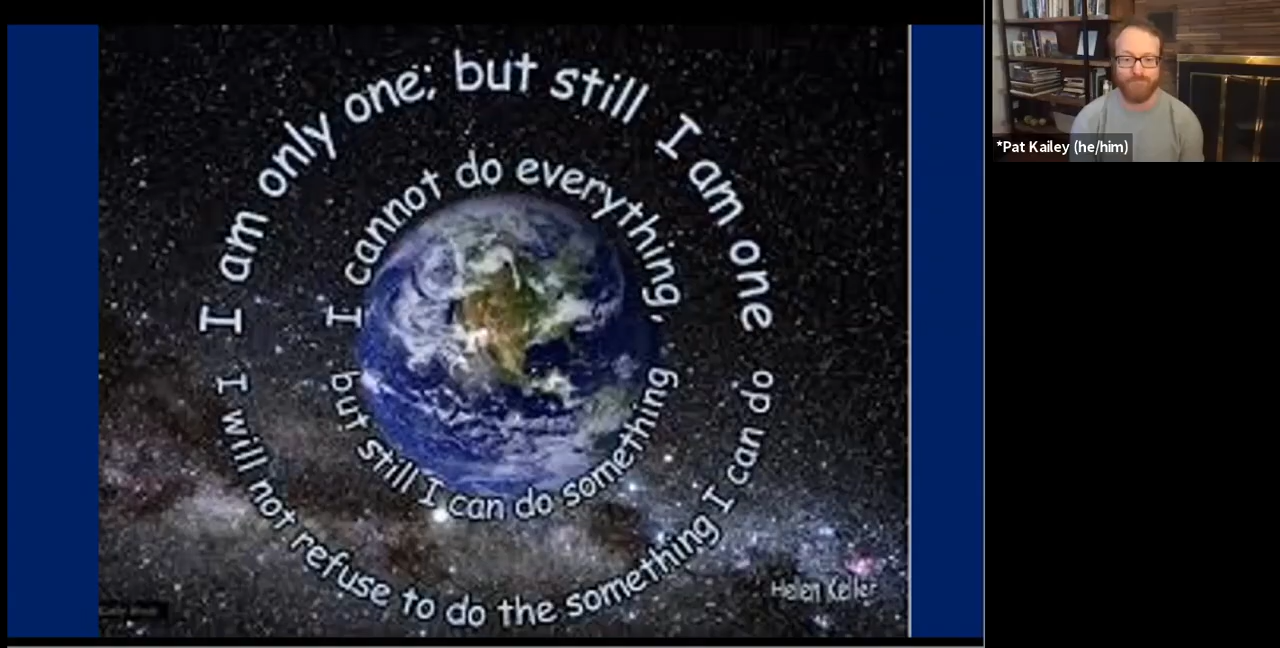 I am only one; but still I am one
I cannot do everything,
but still I can do something
I will not refuse to do the something I can do
Helen Keller
*Pat Kailey (he/him)